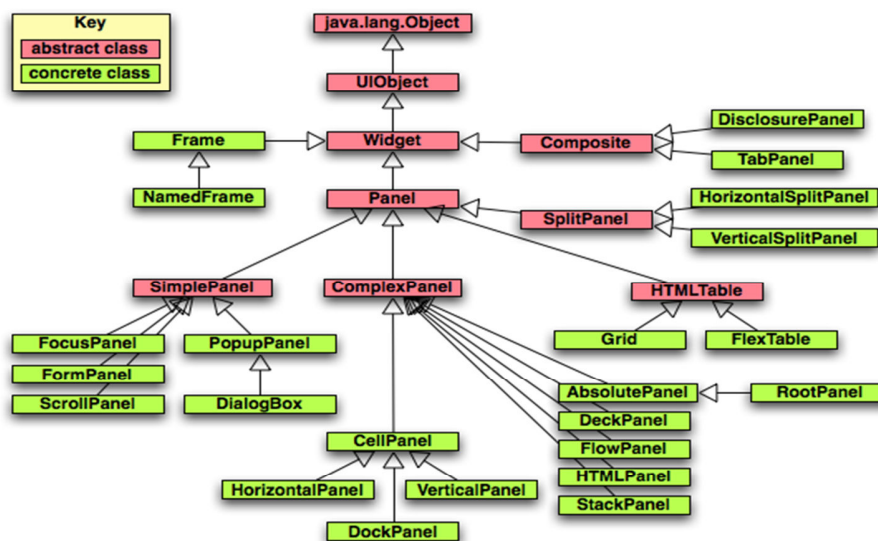 Key
abstract class
concrete class
java.lang.Object
UIObject
Frame
Widget
Composite
DisclosurePanel
TabPanel
NamedFrame
Panel
SplitPanel
HorizontalSplitPanel
VerticalSplitPanel
SimplePanel
ComplexPanel
HTMLTable
FocusPanel
PopupPanel
Grid
FlexTable
FormPanel
ScrollPanel
DialogBox
AbsolutePanel
RootPanel
DeckPanel
CellPanel
FlowPanel
HTMLPanel
HorizontalPanel
VerticalPanel
StackPanel
DockPanel